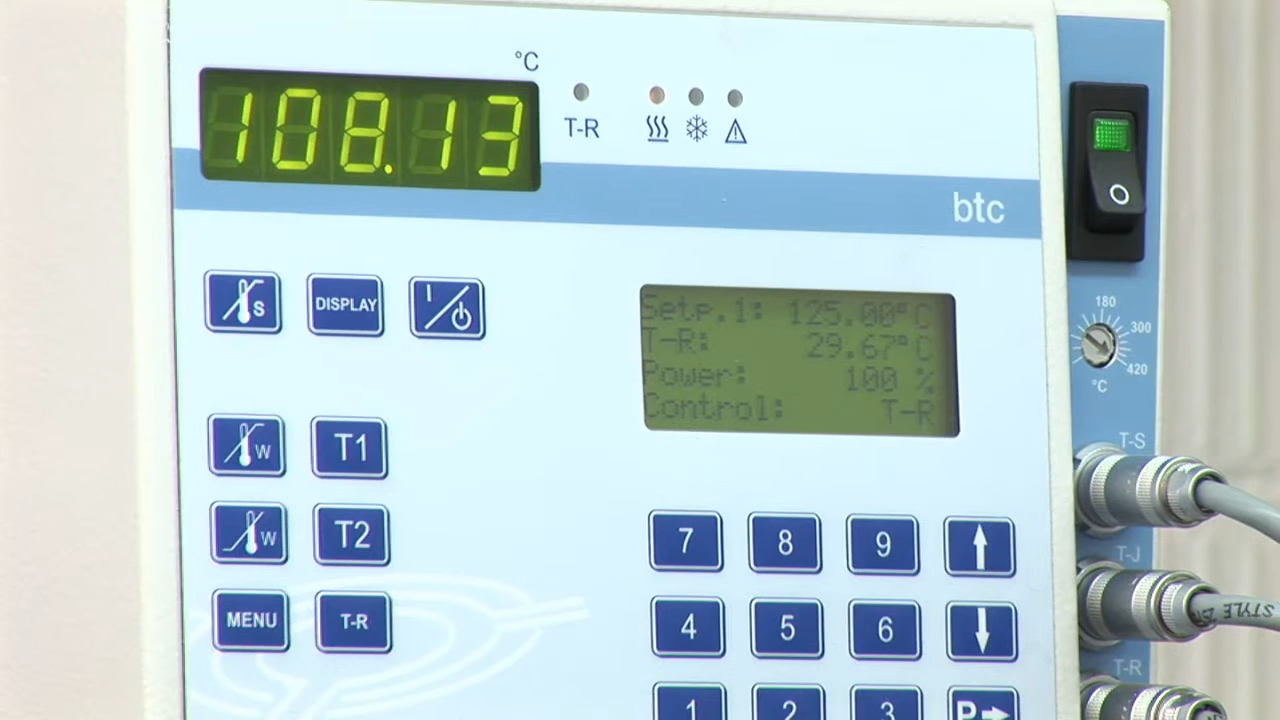 °C
108.13
T-R
btc
S
DISPLAY
I
Setp.1: 125.00°C
T-R: 29.67°C
Power: 100 %
Control: T-R
180
300
420
°C
T-S
W
T1
W
T2
MENU
T-R
7 8 9
4 5 6
1 2 3 P
T-J
STYLE
T-R